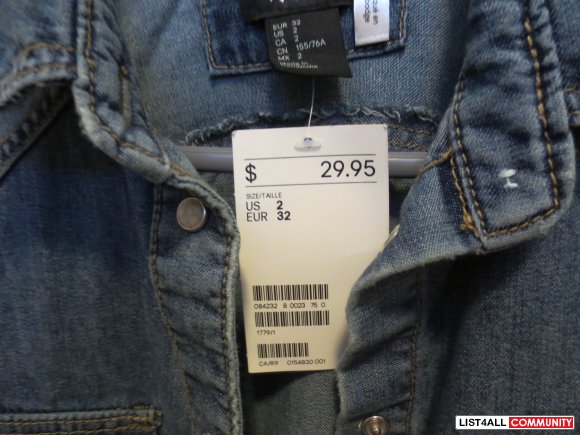 EUR 32
US 2
CA 2
CN 155/76A
MX 2
$ 29.95
SIZE/TAILLE
US 2
EUR 32
084232 8 0023 75 0
1779/1
CA/R9 0154830 001
LIST4ALL COMMUNITY